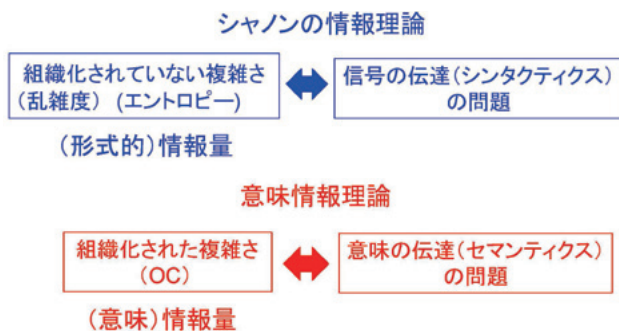 シャノンの情報理論
組織化されていない複雑さ
(乱雑度) (エントロピー)
信号の伝達(シンタクティクス)
の問題
(形式的)情報量
意味情報理論
組織化された複雑さ
(OC)
意味の伝達(セマンティクス)
の問題
(意味)情報量